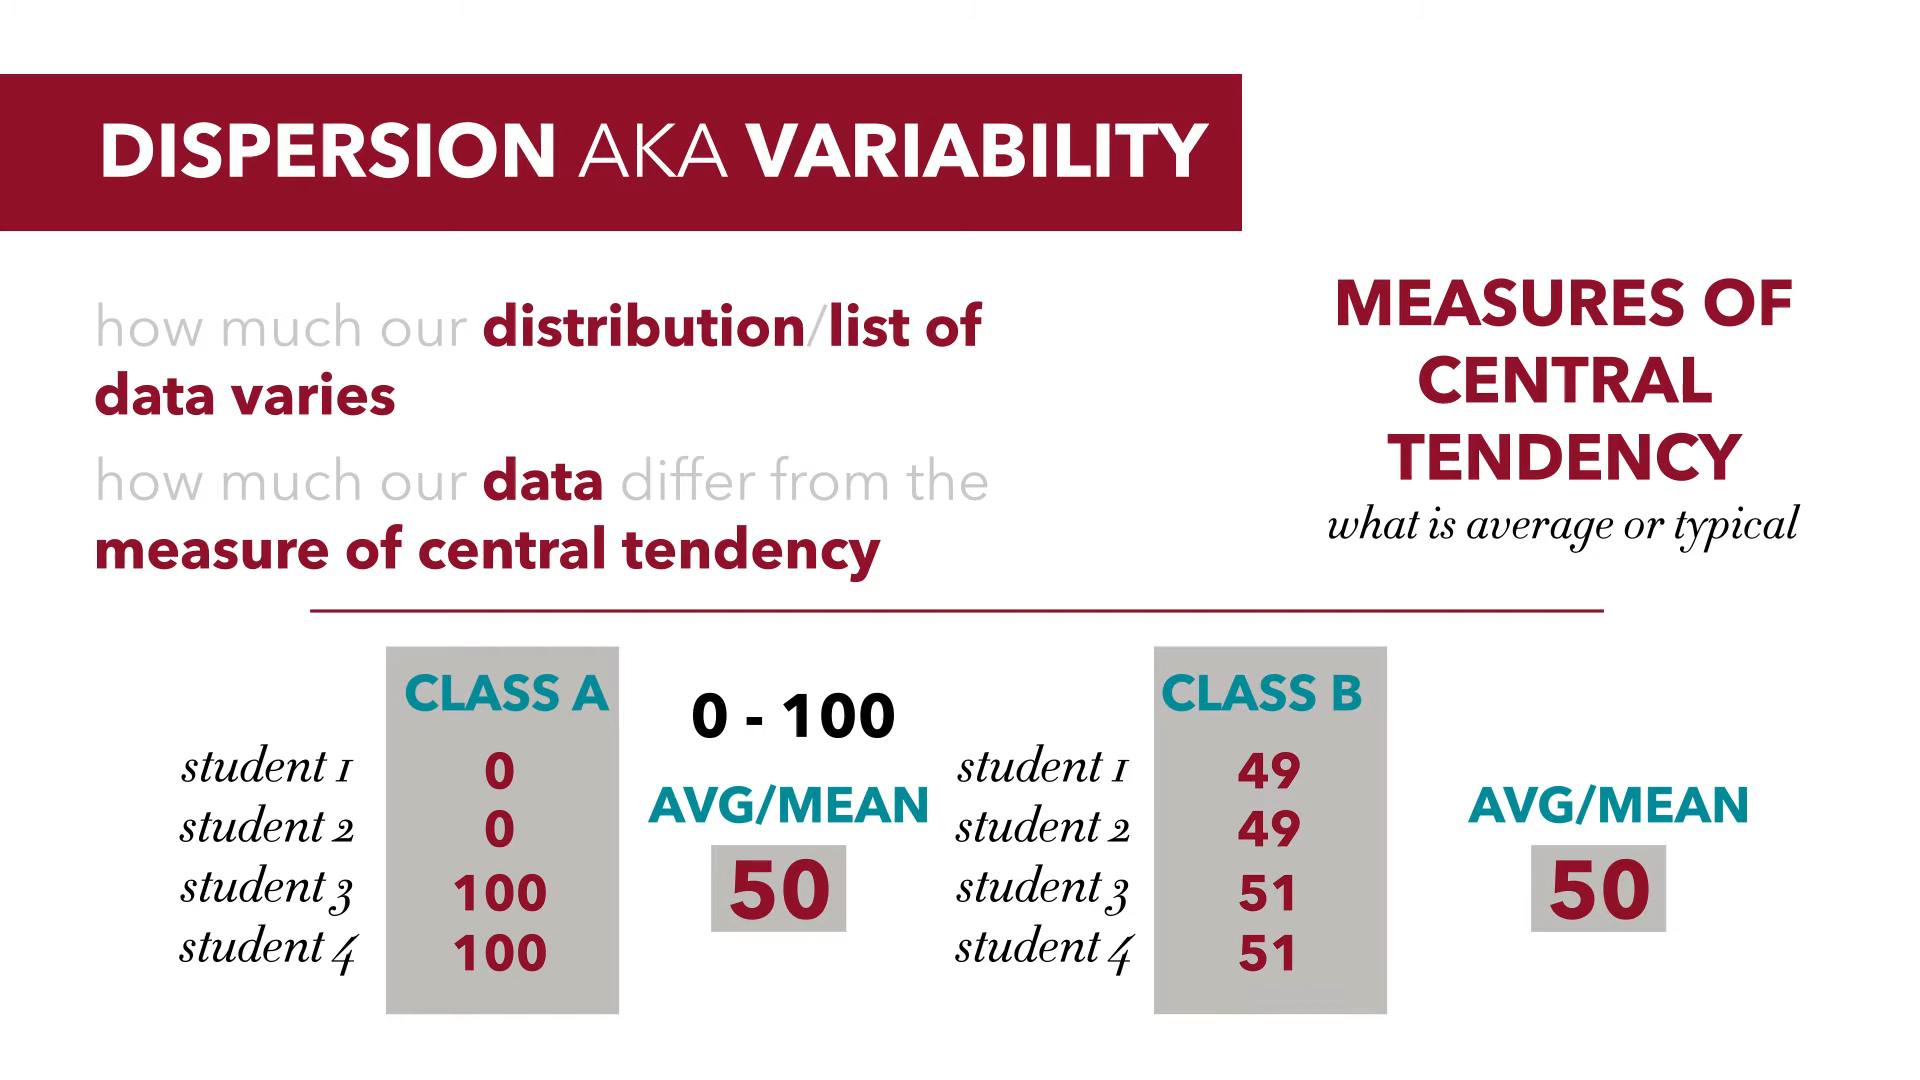 DISPERSION AKA VARIABILITY
how much our distribution/list of
data varies
how much our data differ from the
measure of central tendency
MEASURES OF
CENTRAL
TENDENCY
what is average or typical
CLASS A
student 1 0
student 2 0
student 3 100
student 4 100
0 - 100
AVG/MEAN
50
CLASS B
student 1 49
student 2 49
student 3 51
student 4 51
AVG/MEAN
50